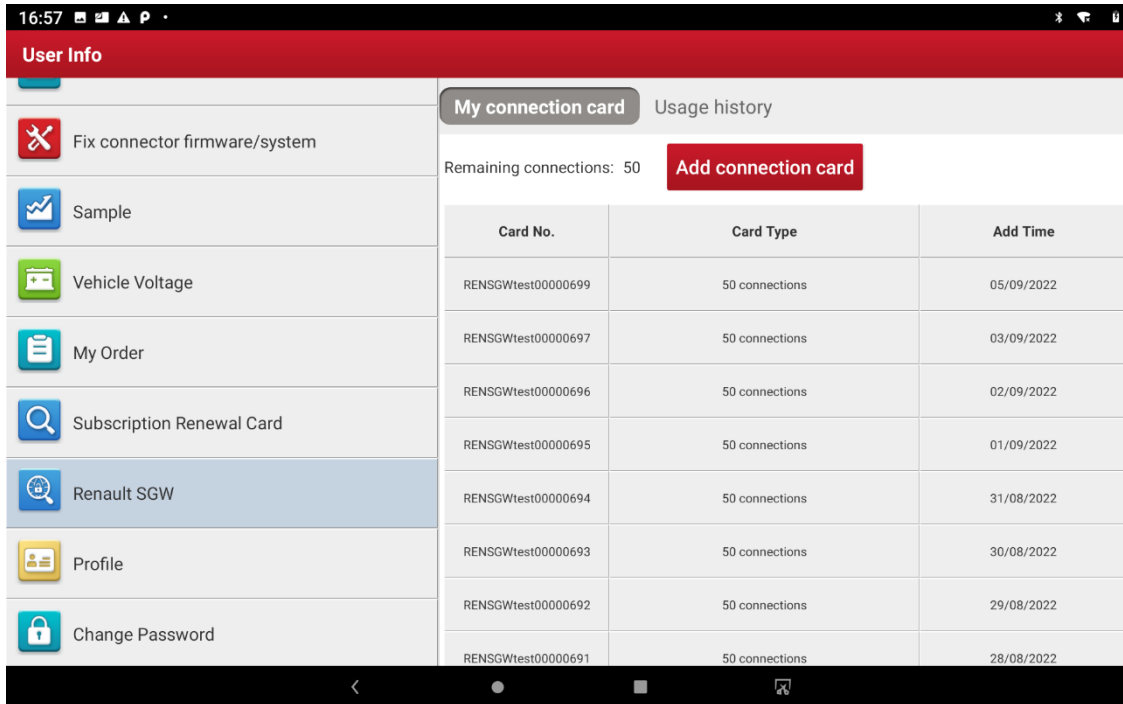 16:57
User Info
Fix connector firmware/system
Sample
Vehicle Voltage
My Order
Subscription Renewal Card
Renault SGW
Profile
Change Password
My connection card Usage history
Remaining connections: 50 Add connection card
Card No. Card Type Add Time
RENSGWtest00000699 50 connections 05/09/2022
RENSGWtest00000697 50 connections 03/09/2022
RENSGWtest00000696 50 connections 02/09/2022
RENSGWtest00000695 50 connections 01/09/2022
RENSGWtest00000694 50 connections 31/08/2022
RENSGWtest00000693 50 connections 30/08/2022
RENSGWtest00000692 50 connections 29/08/2022
RENSGWtest00000691 50 connections 28/08/2022